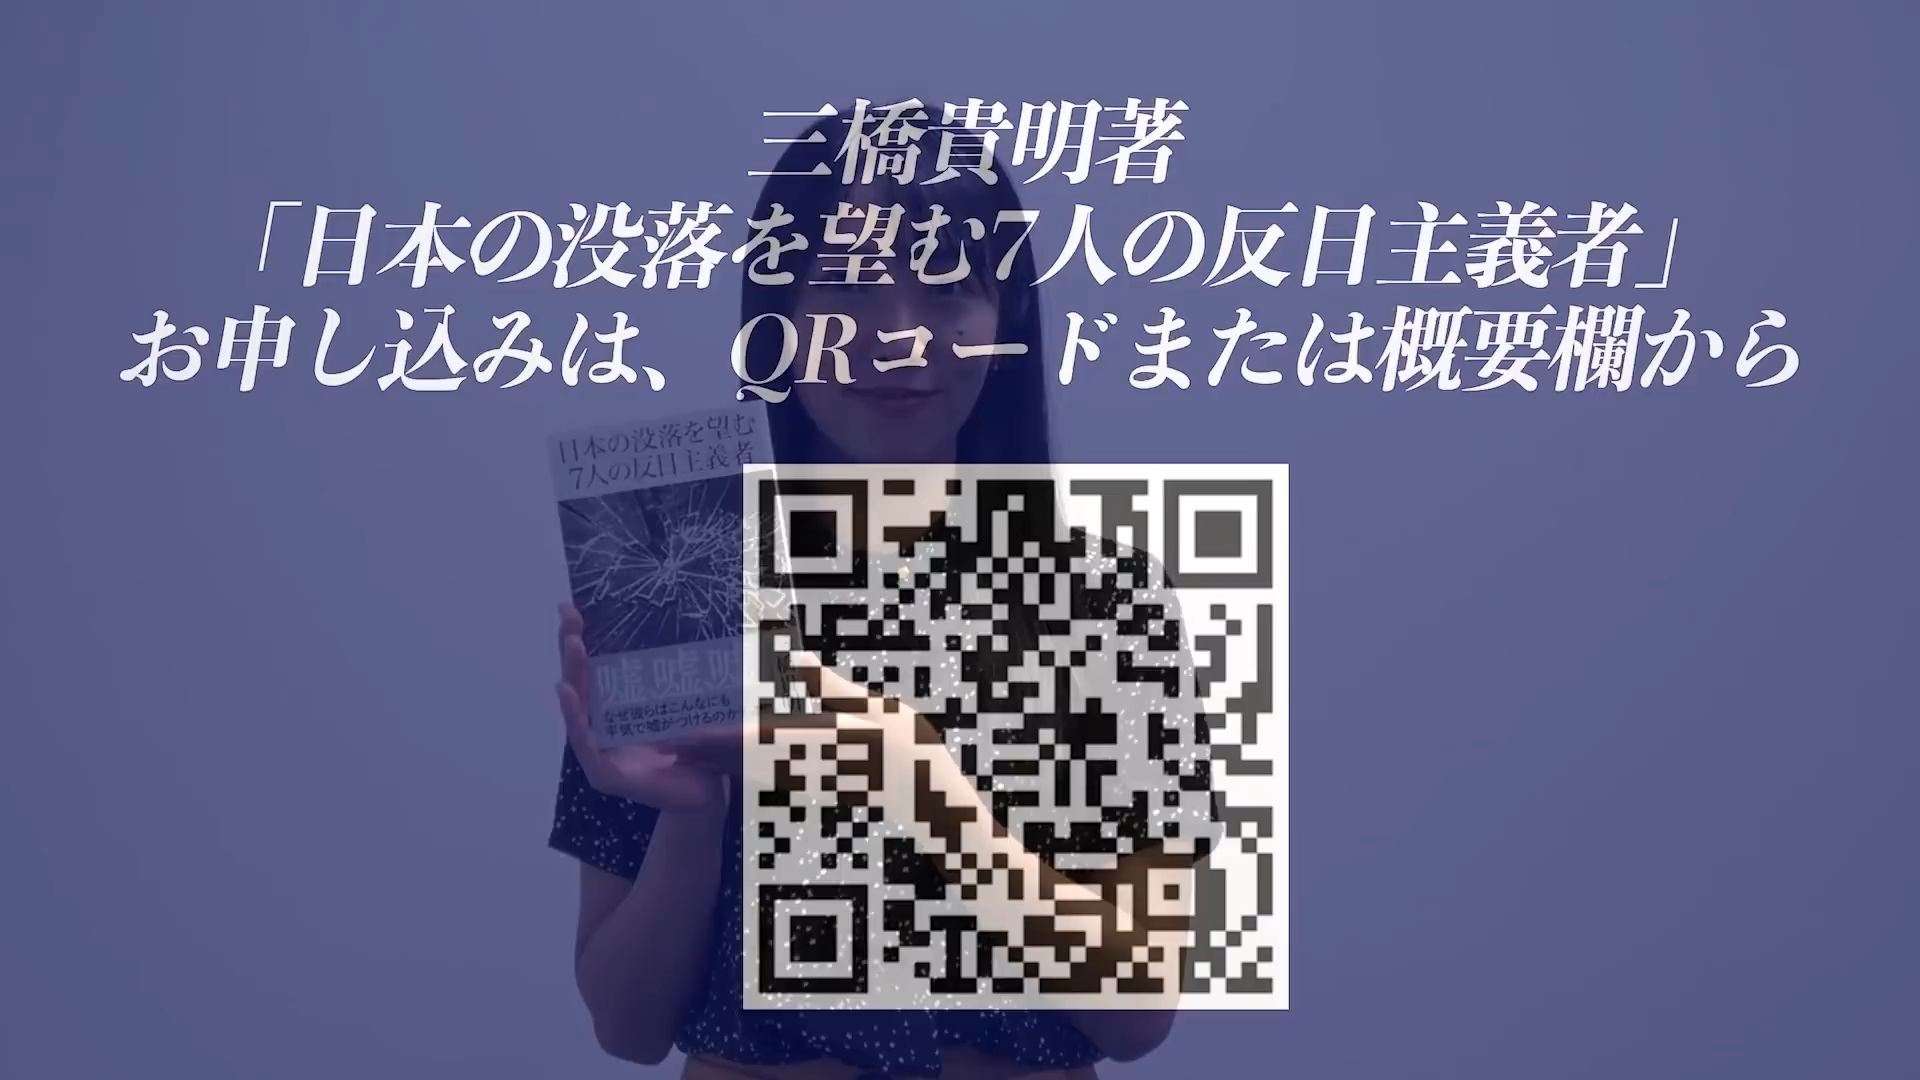 三橋貴明著
「日本の没落を望む7人の反日主義者」
お申し込みは、QRコードまたは概要欄から
日本の没落を望む
7人の反日主義者
嘘、嘘、嘘
なぜ彼らはこんなにも
平気で嘘がつけるのか